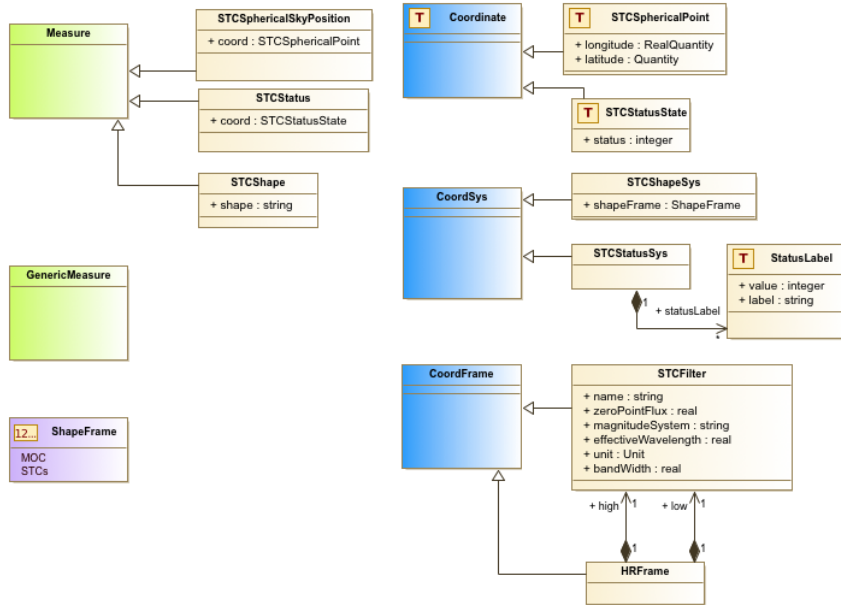 Measure
STCSphericalSkyPosition
+ coord : STCSphericalPoint
STCStatus
+ coord : STCStatusState
STCShape
+ shape : string
GenericMeasure
12...
ShapeFrame
MOC
STCs
T
Coordinate
T
STCSphericalPoint
+ longitude : RealQuantity
+ latitude : Quantity
T
STCStatusState
+ status : integer
CoordSys
STCShapeSys
+ shapeFrame : ShapeFrame
STCStatusSys
1
+ statusLabel
*
T
StatusLabel
+ value : integer
+ label : string
CoordFrame
STCFilter
+ name : string
+ zeroPointFlux : real
+ magnitudeSystem : string
+ effectiveWavelength : real
+ unit : Unit
+ bandWidth : real
+ high
1
+ low
1
1
1
HRFrame